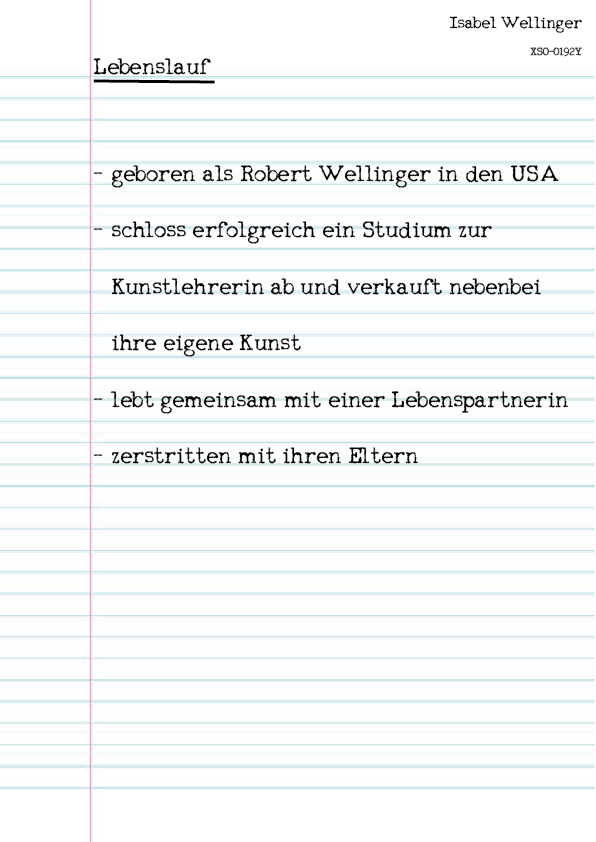 Isabel Wellinger
XS0-0192Y
Lebenslauf
- geboren als Robert Wellinger in den USA
- schloss erfolgreich ein Studium zur
Kunstlehrerin ab und verkauft nebenbei
ihre eigene Kunst
- lebt gemeinsam mit einer Lebenspartnerin
- zerstritten mit ihren Eltern